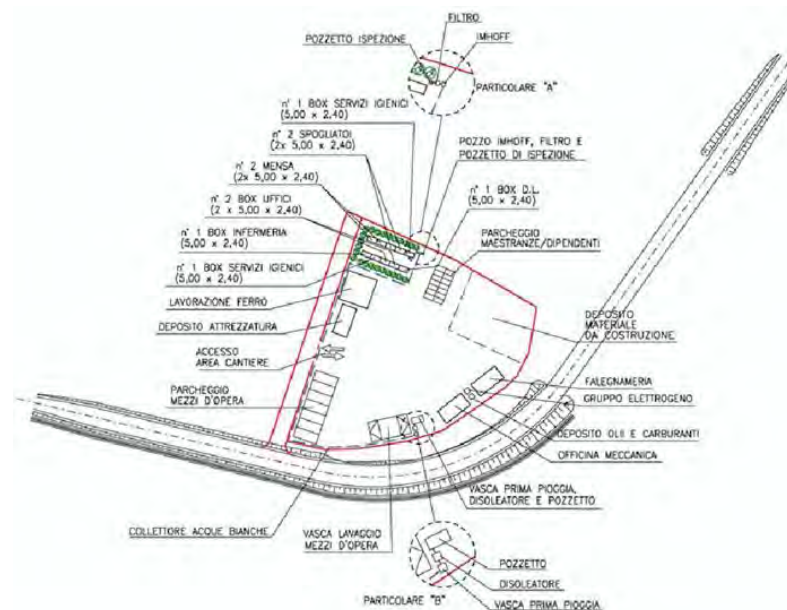 FILTRO
POZZETTO ISPEZIONE
IMHOFF
PARTICOLARE "A"
n° 1 BOX SERVIZI IGIENICI
(5,00 x 2,40)
n° 2 SPOGLIATOI
(2x 5,00 x 2,40)
POZZO IMHOFF, FILTRO E
POZZETTO DI ISPEZIONE
n° 2 MENSA
(2x 5,00 x 2,40)
n° 1 BOX D.L.
(5,00 x 2,40)
n° 2 BOX UFFICI
(2 x 5,00 x 2,40)
PARCHEGGIO
MAESTRANZE/DIPENDENTI
n° 1 BOX INFERMERIA
(5,00 x 2,40)
n° 1 BOX SERVIZI IGIENICI
(5,00 x 2,40)
LAVORAZIONE FERRO
DEPOSITO ATTREZZATURA
DEPOSITO
MATERIALE
DA COSTRUZIONE
ACCESSO
AREA CANTIERE
PARCHEGGIO
MEZZI D'OPERA
FALEGNAMERIA
GRUPPO ELETTROGENO
DEPOSITO OLII E CARBURANTI
OFFICINA MECCANICA
VASCA PRIMA PIOGGIA,
DISOLEATORE E POZZETTO
COLLETTORE ACQUE BIANCHE
VASCA LAVAGGIO
MEZZI D'OPERA
POZZETTO
DISOLEATORE
PARTICOLARE "B"
VASCA PRIMA PIOGGIA